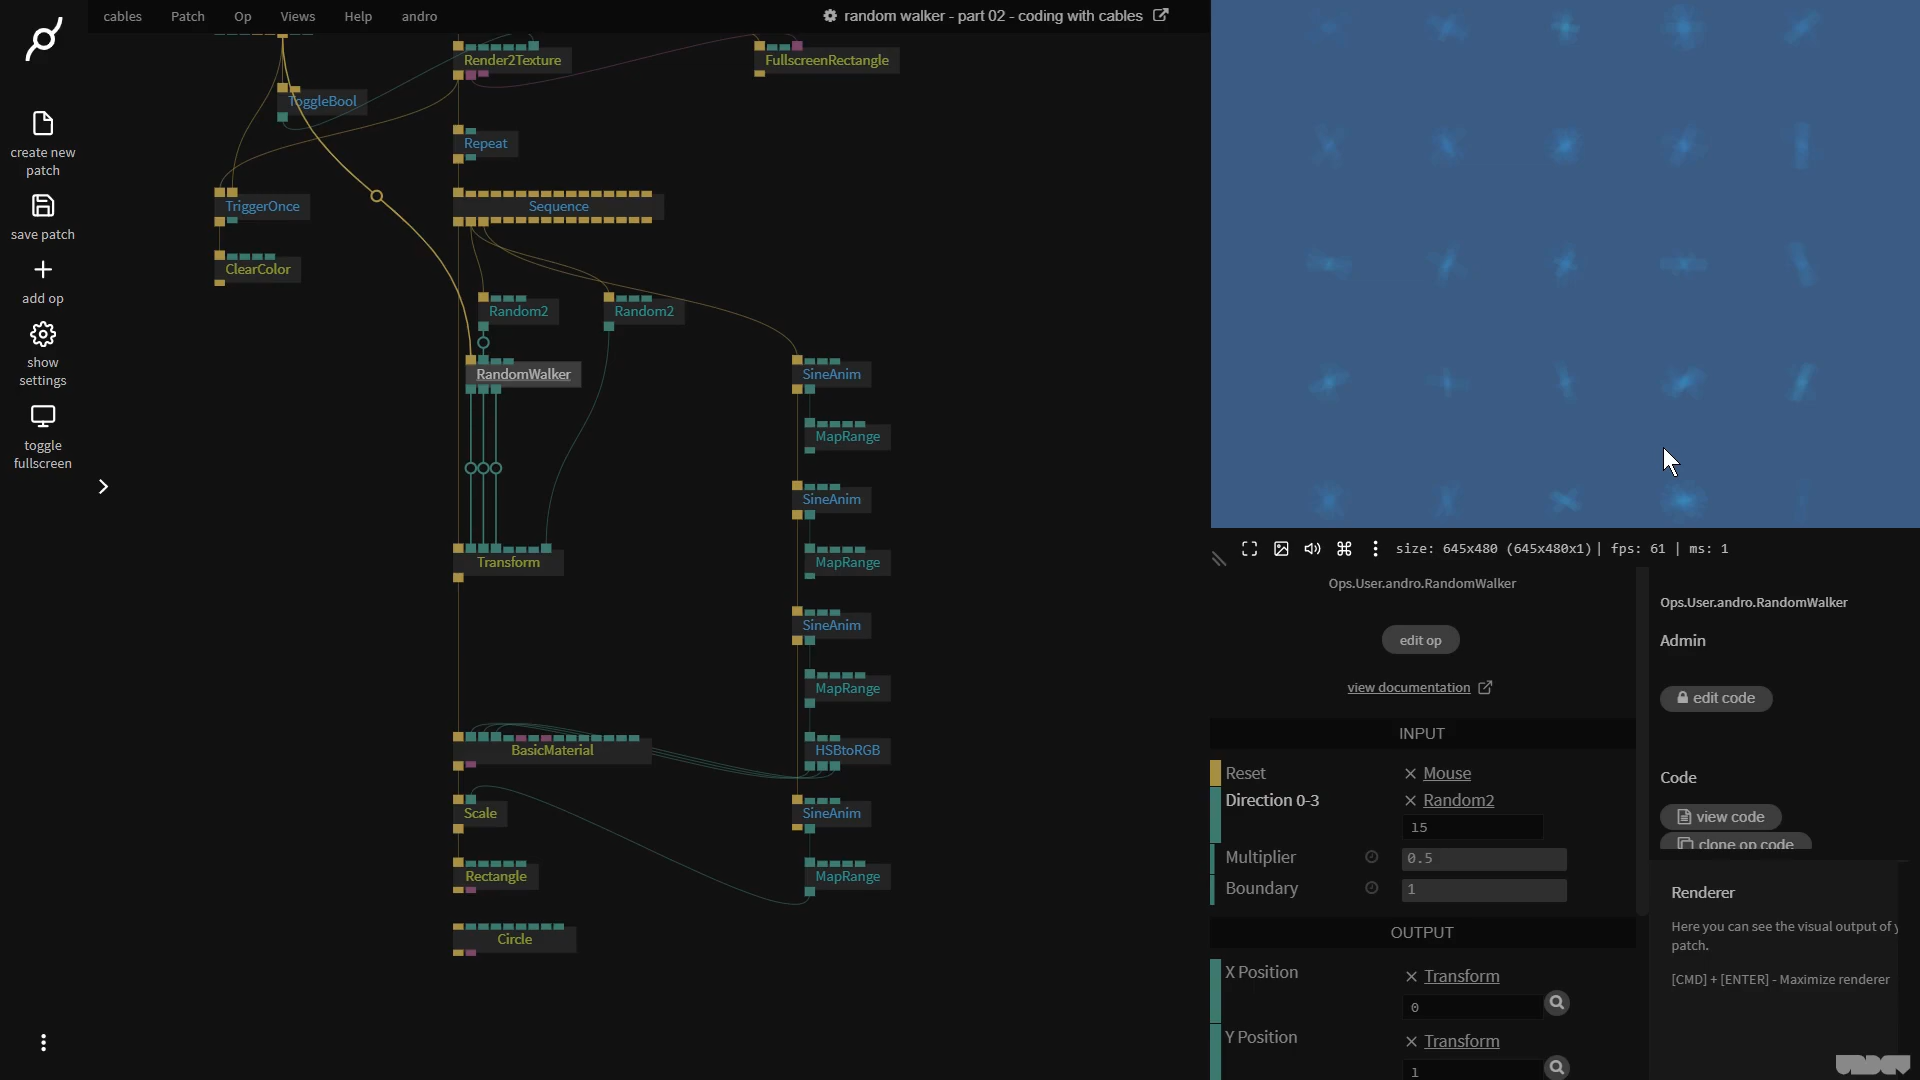 cables Patch Op Views Help andro
random walker - part 02 - coding with cables
create new
patch
save patch
add op
show
settings
toggle
fullscreen
Render2Texture
FullscreenRectangle
ToggleBool
Repeat
TriggerOnce
Sequence
ClearColor
Random2
Random2
RandomWalker
SineAnim
MapRange
SineAnim
Transform
MapRange
SineAnim
MapRange
BasicMaterial
HSBtoRGB
Scale
SineAnim
Rectangle
MapRange
Circle
size: 645x480 (645x480x1) | fps: 61 | ms: 1
Ops.User.andro.RandomWalker
edit op
view documentation
INPUT
Reset
Mouse
Direction 0-3
Random2
15
Multiplier
0.5
Boundary
1
OUTPUT
X Position
Transform
0
Y Position
Transform
1
Ops.User.andro.RandomWalker
Admin
edit code
Code
view code
clone op code
Renderer
Here you can see the visual output of y
patch.
[CMD] + [ENTER] - Maximize renderer